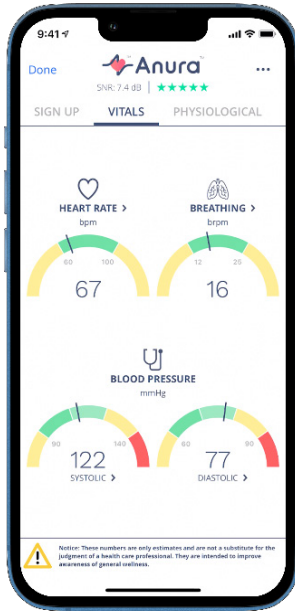 9:41
Done
Anura™
...
SNR: 7.4 dB | ★★★★★
SIGN UP VITALS PHYSIOLOGICAL
HEART RATE >
bpm
60 100
67
BREATHING >
brpm
12 25
16
BLOOD PRESSURE
mmHg
90 140
122
SYSTOLIC >
60 90
77
DIASTOLIC >
Notice: These numbers are only estimates and are not a substitute for the
judgment of a health care professional. They are intended to improve
awareness of general wellness.